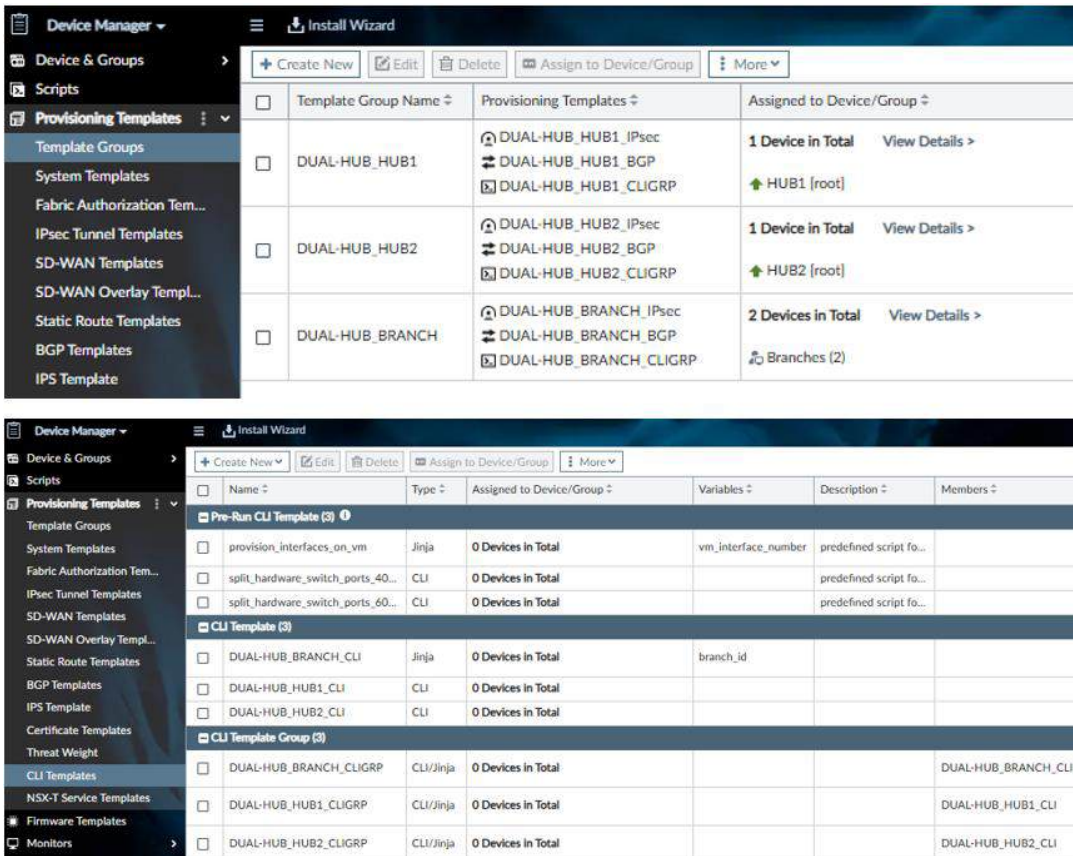 Device Manager
Install Wizard
Device & Groups
Scripts
Provisioning Templates
Template Groups
System Templates
Fabric Authorization Tem...
IPsec Tunnel Templates
SD-WAN Templates
SD-WAN Overlay Templ...
Static Route Templates
BGP Templates
IPS Template
+ Create New Edit Delete Assign to Device/Group More
Template Group Name Provisioning Templates Assigned to Device/Group
DUAL-HUB_HUB1
DUAL-HUB_HUB1_IPsec
DUAL-HUB_HUB1_BGP
DUAL-HUB_HUB1_CLIGRP
1 Device in Total View Details >
HUB1 [root]
DUAL-HUB_HUB2
DUAL-HUB_HUB2_IPsec
DUAL-HUB_HUB2_BGP
DUAL-HUB_HUB2_CLIGRP
1 Device in Total View Details >
HUB2 [root]
DUAL-HUB_BRANCH
DUAL-HUB_BRANCH_IPsec
DUAL-HUB_BRANCH_BGP
DUAL-HUB_BRANCH_CLIGRP
2 Devices in Total View Details >
Branches (2)
Device Manager
Install Wizard
Device & Groups
Scripts
Provisioning Templates
Template Groups
System Templates
Fabric Authorization Tem...
IPsec Tunnel Templates
SD-WAN Templates
SD-WAN Overlay Templ...
Static Route Templates
BGP Templates
IPS Template
Certificate Templates
Threat Weight
CLI Templates
NSX-T Service Templates
Firmware Templates
Monitors
+ Create New Edit Delete Assign to Device/Group More
Name Type Assigned to Device/Group Variables Description Members
Pre-Run CLI Template (3)
provision_interfaces_on_vm Jinja 0 Devices in Total vm_interface_number predefined script fo...
split_hardware_switch_ports_40... CLI 0 Devices in Total predefined script fo...
split_hardware_switch_ports_60... CLI 0 Devices in Total predefined script fo...
CLI Template (3)
DUAL-HUB_BRANCH_CLI Jinja 0 Devices in Total branch_id
DUAL-HUB_HUB1_CLI CLI 0 Devices in Total
DUAL-HUB_HUB2_CLI CLI 0 Devices in Total
CLI Template Group (3)
DUAL-HUB_BRANCH_CLIGRP CLI/Jinja 0 Devices in Total DUAL-HUB_BRANCH_CLI
DUAL-HUB_HUB1_CLIGRP CLI/Jinja 0 Devices in Total DUAL-HUB_HUB1_CLI
DUAL-HUB_HUB2_CLIGRP CLI/Jinja 0 Devices in Total DUAL-HUB_HUB2_CLI